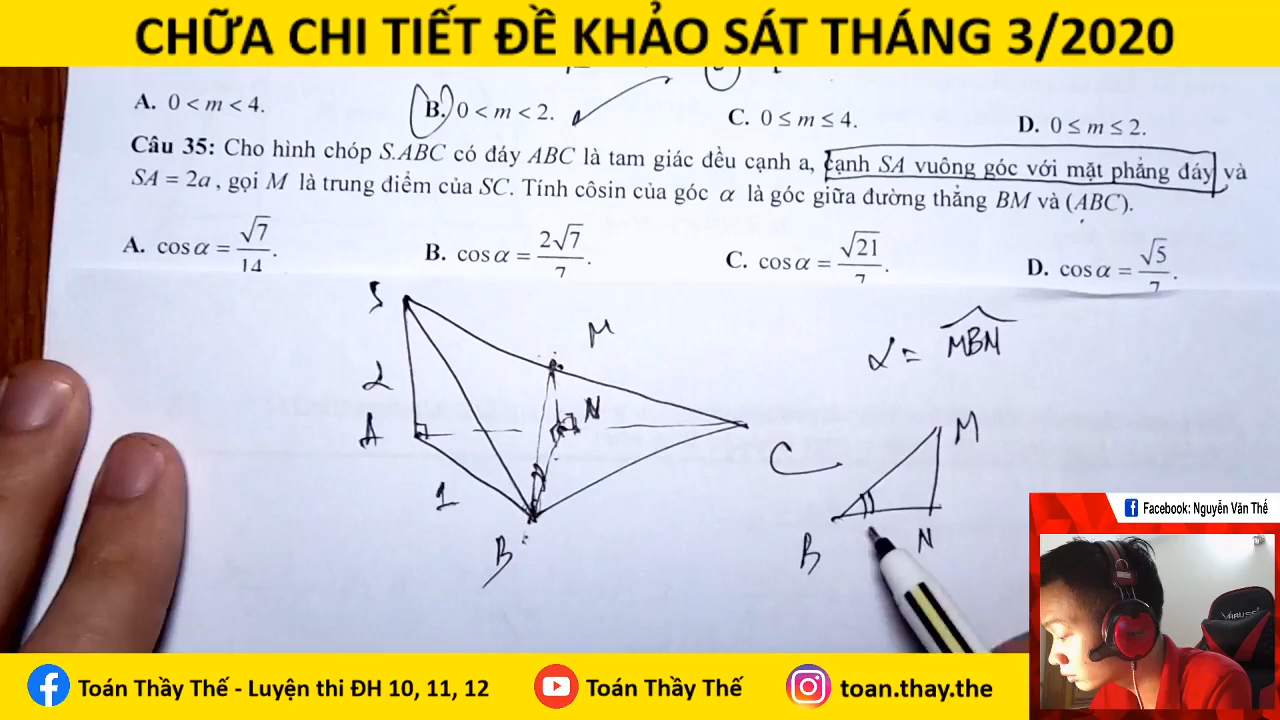 CHỮA CHI TIẾT ĐỀ KHẢO SÁT THÁNG 3/2020
A. 0 < m < 4.
B. 0 < m < 2.
C. 0 ≤ m ≤ 4.
D. 0 ≤ m ≤ 2.
Câu 35: Cho hình chóp S.ABC có đáy ABC là tam giác đều cạnh a, cạnh SA vuông góc với mặt phẳng đáy và
SA = 2a, gọi M là trung điểm của SC. Tính côsin của góc α là góc giữa đường thẳng BM và (ABC).
A. cos α = √7/14.
B. cos α = 2√7/7.
C. cos α = √21/7.
D. cos α = √5/7.
S
M
α = MBN
2
N
A
M
C
1
B
B
N
Facebook: Nguyễn Văn Thế
Toán Thầy Thế - Luyện thi ĐH 10, 11, 12
Toán Thầy Thế
toan.thay.the